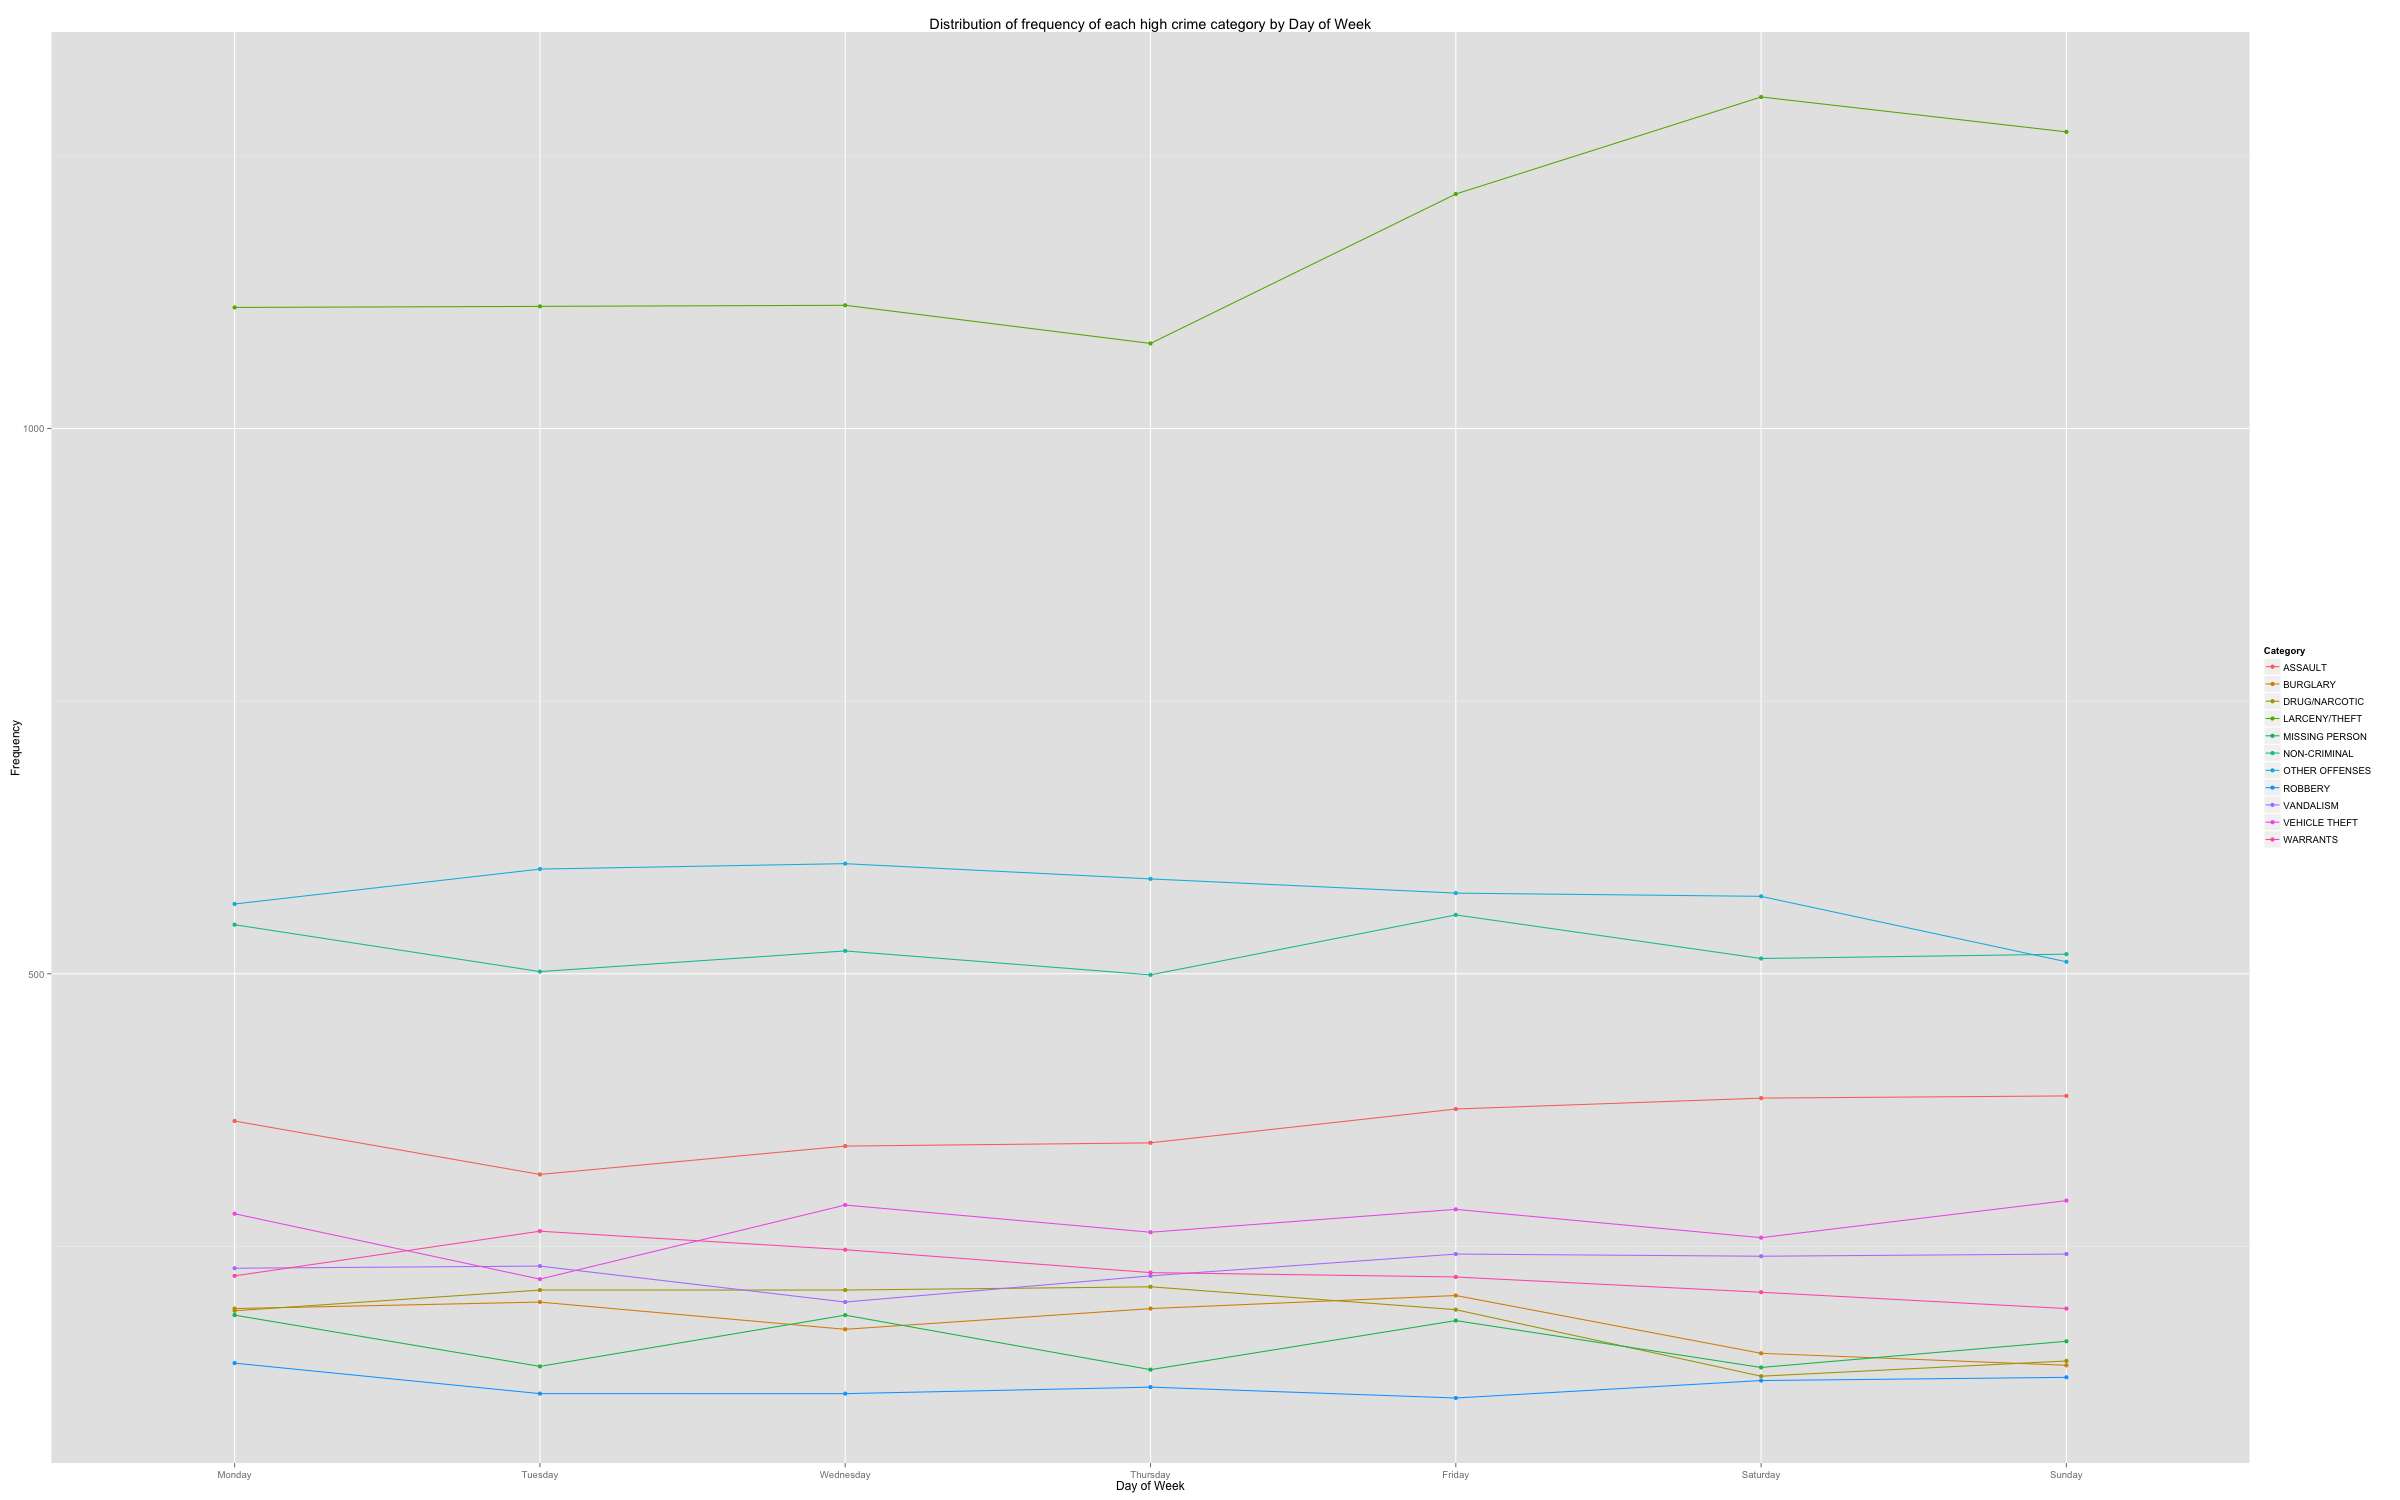 Distribution of frequency of each high crime category by Day of Week
1000
500
Frequency
Monday
Tuesday
Wednesday
Thursday
Friday
Saturday
Sunday
Day of Week
Category
ASSAULT
BURGLARY
DRUG/NARCOTIC
LARCENY/THEFT
MISSING PERSON
NON-CRIMINAL
OTHER OFFENSES
ROBBERY
VANDALISM
VEHICLE THEFT
WARRANTS